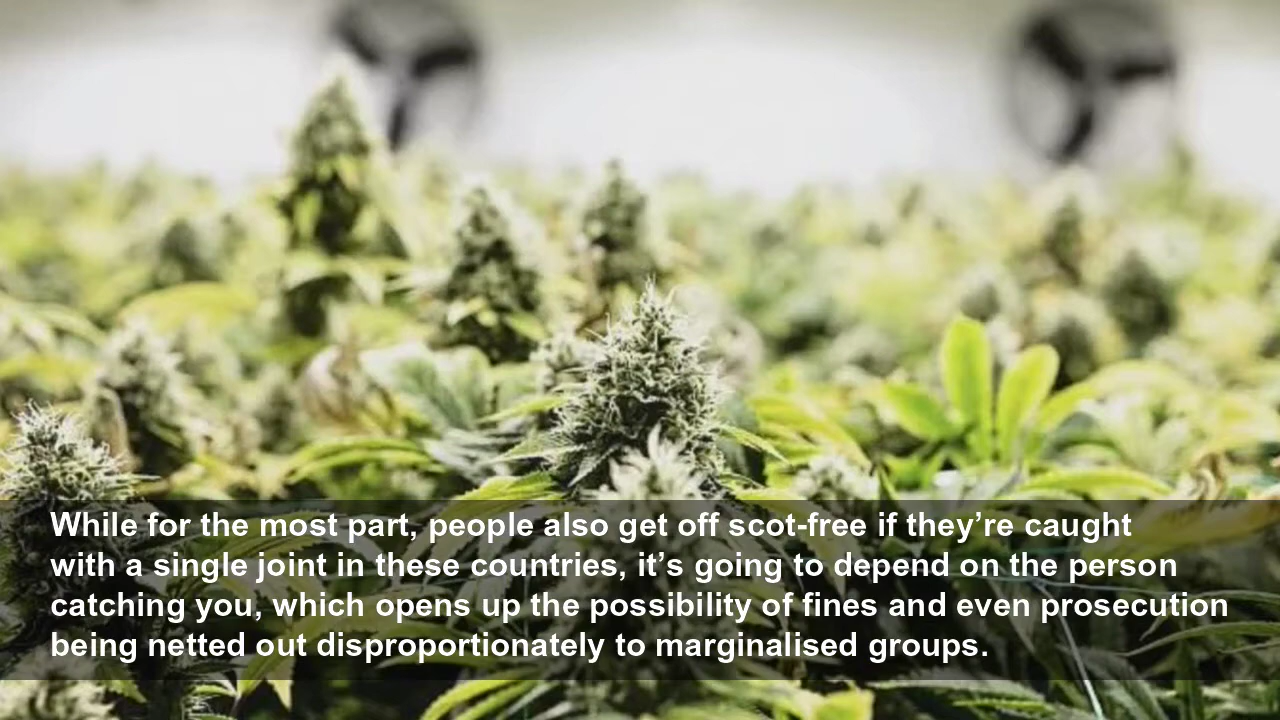 While for the most part, people also get off scot-free if they’re caught
with a single joint in these countries, it’s going to depend on the person
catching you, which opens up the possibility of fines and even prosecution
being netted out disproportionately to marginalised groups.